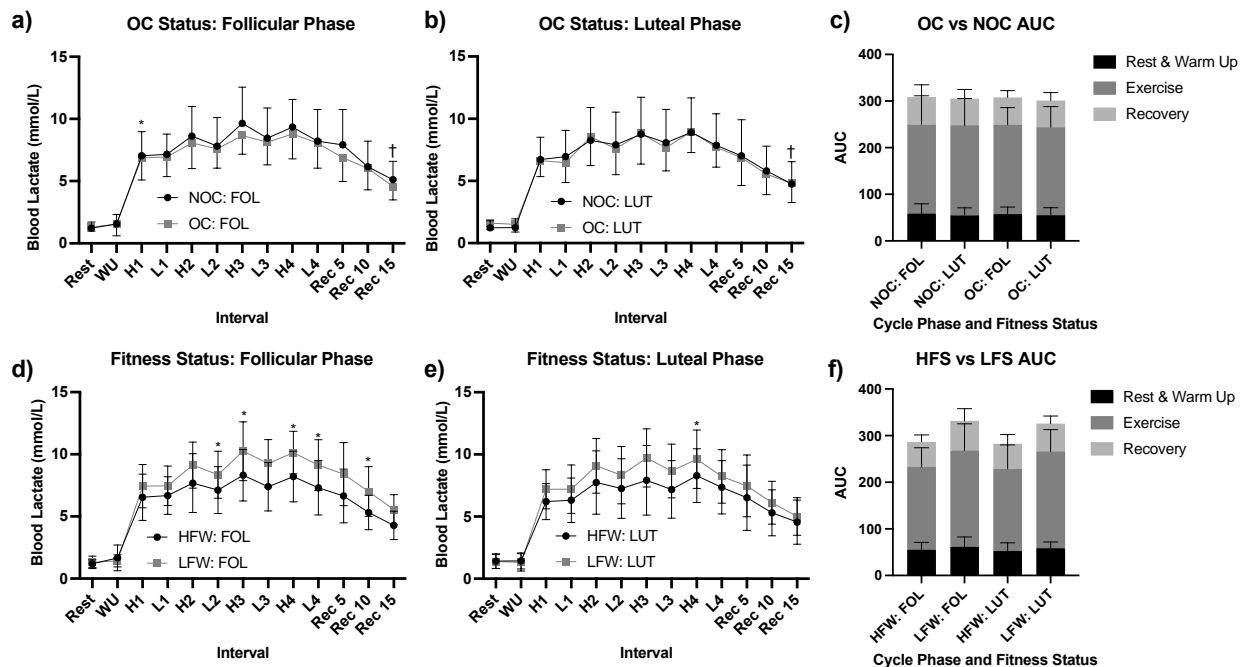 a)
OC Status: Follicular Phase
Blood Lactate (mmol/L)
15
10
5
0
*
†
NOC: FOL
OC: FOL
Rest
WU
H1
L1
H2
L2
H3
L3
H4
L4
Rec 5
Rec 10
Rec 15
Interval
b)
OC Status: Luteal Phase
Blood Lactate (mmol/L)
15
10
5
0
†
NOC: LUT
OC: LUT
Rest
WU
H1
L1
H2
L2
H3
L3
H4
L4
Rec 5
Rec 10
Rec 15
Interval
c)
OC vs NOC AUC
AUC
400
300
200
100
0
Rest & Warm Up
Exercise
Recovery
NOC: FOL
NOC: LUT
OC: FOL
OC: LUT
Cycle Phase and Fitness Status
d)
Fitness Status: Follicular Phase
Blood Lactate (mmol/L)
15
10
5
0
*
*
*
*
*
HFW: FOL
LFW: FOL
Rest
WU
H1
L1
H2
L2
H3
L3
H4
L4
Rec 5
Rec 10
Rec 15
Interval
e)
Fitness Status: Luteal Phase
Blood Lactate (mmol/L)
15
10
5
0
*
HFW: LUT
LFW: LUT
Rest
WU
H1
L1
H2
L2
H3
L3
H4
L4
Rec 5
Rec 10
Rec 15
Interval
f)
HFS vs LFS AUC
AUC
400
300
200
100
0
Rest & Warm Up
Exercise
Recovery
HFW: FOL
LFW: FOL
HFW: LUT
LFW: LUT
Cycle Phase and Fitness Status